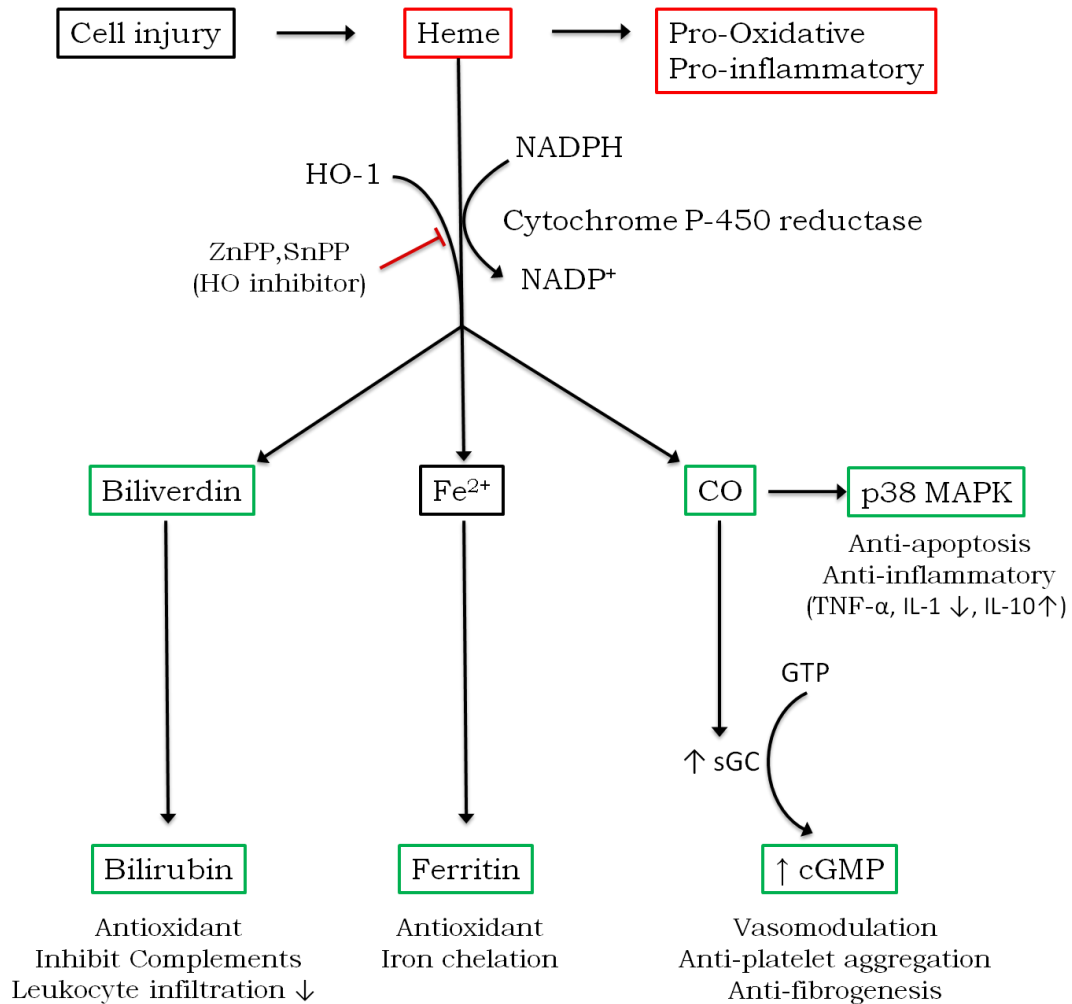 Cell injury
Heme
Pro-Oxidative
Pro-inflammatory
NADPH
HO-1
Cytochrome P-450 reductase
ZnPP,SnPP
(HO inhibitor)
NADP⁺
Biliverdin
Fe²⁺
CO
p38 MAPK
Anti-apoptosis
Anti-inflammatory
(TNF-α, IL-1 ↓, IL-10↑)
GTP
↑ sGC
Bilirubin
Ferritin
↑ cGMP
Antioxidant
Inhibit Complements
Leukocyte infiltration ↓
Antioxidant
Iron chelation
Vasomodulation
Anti-platelet aggregation
Anti-fibrogenesis